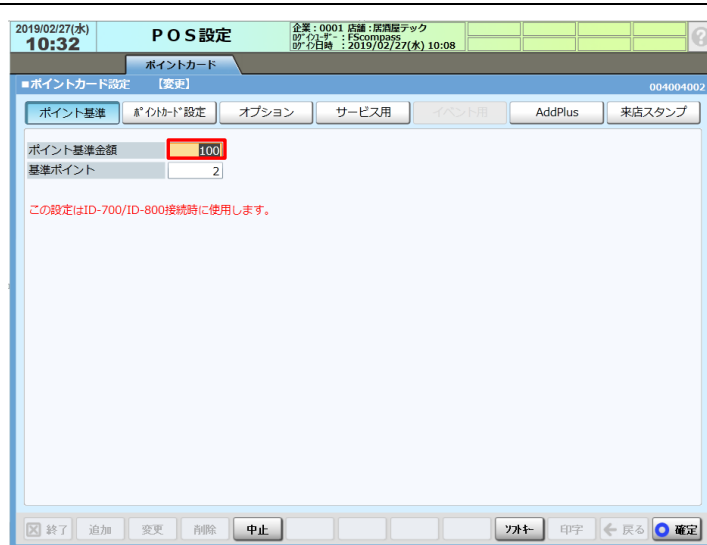 2019/02/27(水)
10:32
POS設定
企業：0001 店舗：居酒屋テック
ﾛｸﾞｲﾝﾕｰｻﾞｰ：FScompass
ﾛｸﾞｲﾝ日時 ：2019/02/27(水) 10:08
?
ポイントカード
■ポイントカード設定 【変更】
004004002
ポイント基準
ﾎﾟｲﾝﾄｶｰﾄﾞ設定
オプション
サービス用
イベント用
AddPlus
来店スタンプ
ポイント基準金額 100
基準ポイント 2
この設定はID-700/ID-800接続時に使用します。
終了
追加
変更
削除
中止
ｿﾌﾄｷｰ
印字
戻る
確定